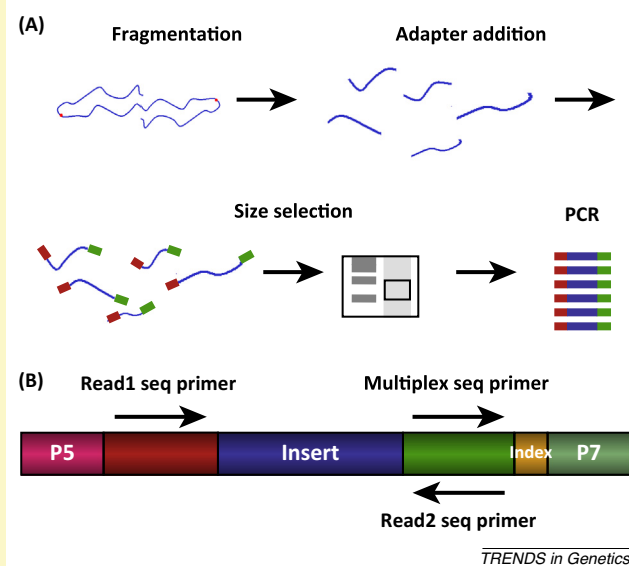 (A)
Fragmentation
Adapter addition
Size selection
PCR
(B)
Read1 seq primer
Multiplex seq primer
P5
Insert
Index
P7
Read2 seq primer
TRENDS in Genetics